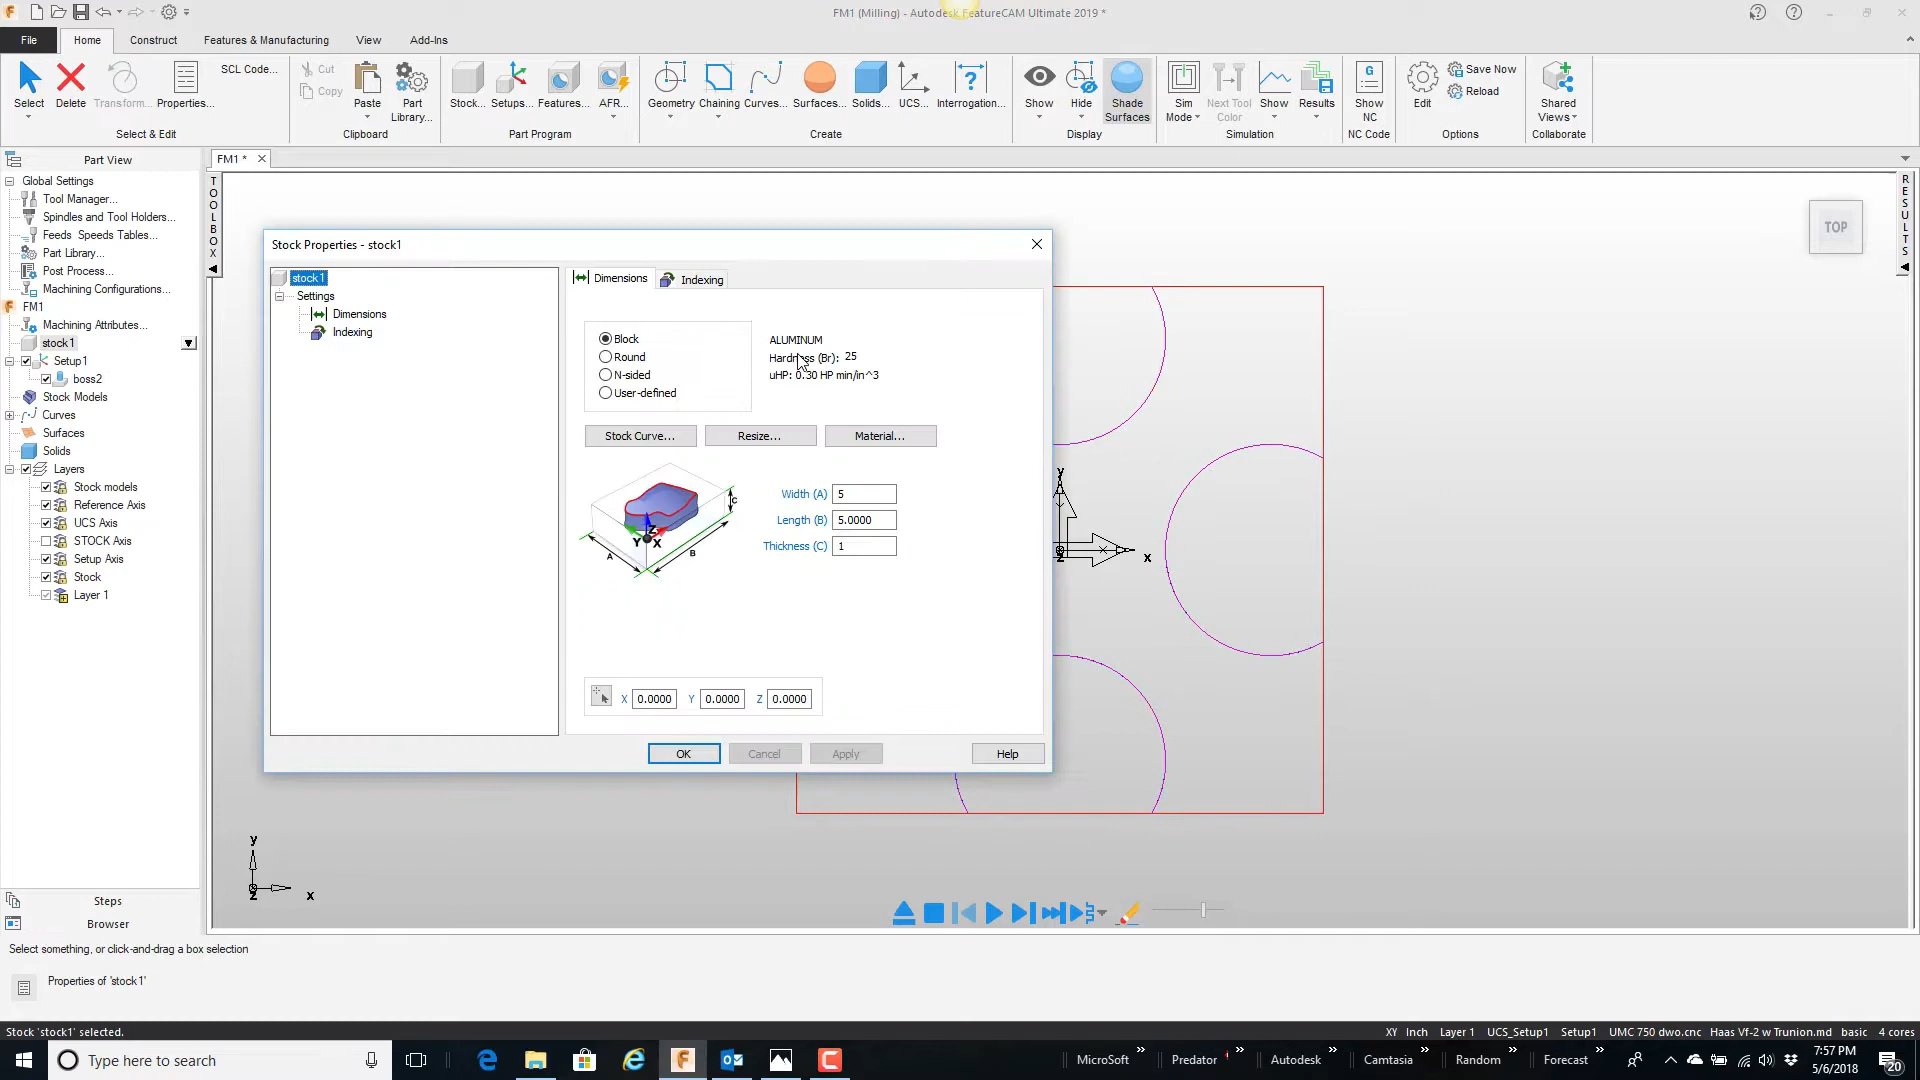 FM1 (Milling) - Autodesk FeatureCAM Ultimate 2019 *
File Home Construct Features & Manufacturing View Add-Ins
Select Delete Transform... Properties... SCL Code...
Select & Edit
Cut Copy Paste Part Library...
Clipboard
Stock... Setups... Features... AFR...
Part Program
Geometry Chaining Curves... Surfaces... Solids... UCS... Interrogation...
Create
Show Hide Shade Surfaces
Display
Sim Mode Next Tool Color Show Results
Simulation
Show NC
NC Code
Edit Save Now Reload
Options
Shared Views
Collaborate
Part View
FM1 *
Global Settings
Tool Manager...
Spindles and Tool Holders...
Feeds Speeds Tables...
Part Library...
Post Process...
Machining Configurations...
FM1
Machining Attributes...
stock1
Setup1
boss2
Stock Models
Curves
Surfaces
Solids
Layers
Stock models
Reference Axis
UCS Axis
STOCK Axis
Setup Axis
Stock
Layer 1
Steps
Browser
TOOLBOX
RESULTS
TOP
Stock Properties - stock1
stock1
Settings
Dimensions
Indexing
Dimensions Indexing
Block
Round
N-sided
User-defined
ALUMINUM
Hardness (Br): 25
uHP: 0.30 HP min/in^3
Stock Curve... Resize... Material...
Width (A) 5
Length (B) 5.0000
Thickness (C) 1
A B C X Y Z
X 0.0000 Y 0.0000 Z 0.0000
OK Cancel Apply Help
y
x
z
y
x
z
Select something, or click-and-drag a box selection
Properties of 'stock1'
Stock 'stock1' selected.
XY Inch Layer 1 UCS_Setup1 Setup1 UMC 750 dwo.cnc Haas Vf-2 w Trunion.md basic 4 cores
Type here to search
MicroSoft » Predator » Autodesk » Camtasia » Random » Forecast »
7:57 PM
5/6/2018
20